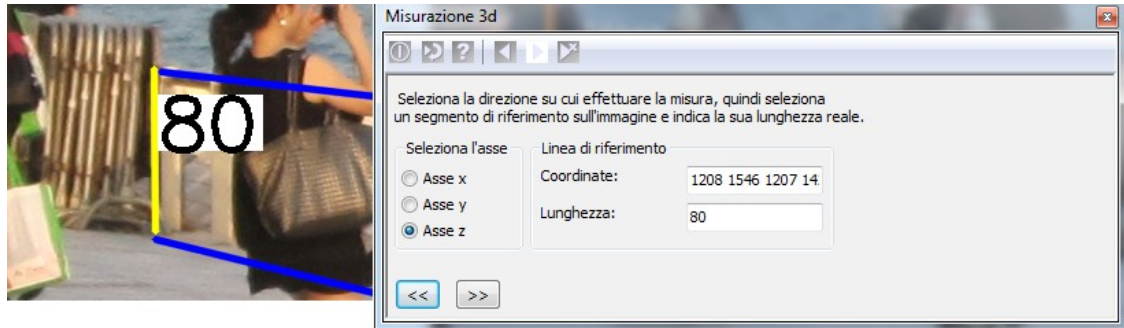 80
Misurazione 3d
Seleziona la direzione su cui effettuare la misura, quindi seleziona
un segmento di riferimento sull'immagine e indica la sua lunghezza reale.
Seleziona l'asse
Asse x
Asse y
Asse z
Linea di riferimento
Coordinate:
1208 1546 1207 14
Lunghezza:
80
<< >>